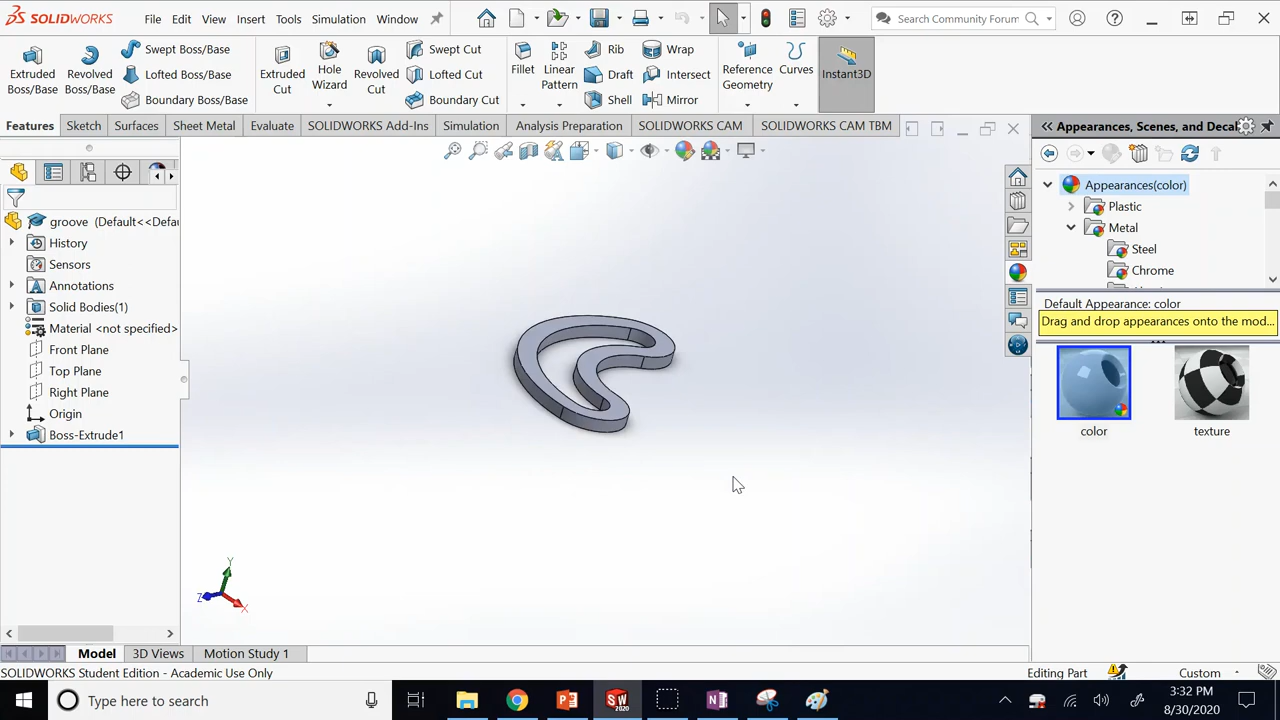 SOLIDWORKS File Edit View Insert Tools Simulation Window Search Community Forum
Extruded Boss/Base
Revolved Boss/Base
Swept Boss/Base
Lofted Boss/Base
Boundary Boss/Base
Extruded Cut
Hole Wizard
Revolved Cut
Swept Cut
Lofted Cut
Boundary Cut
Fillet
Linear Pattern
Rib
Draft
Shell
Wrap
Intersect
Mirror
Reference Geometry
Curves
Instant3D
Features Sketch Surfaces Sheet Metal Evaluate SOLIDWORKS Add-Ins Simulation Analysis Preparation SOLIDWORKS CAM SOLIDWORKS CAM TBM
groove (Default<<Defau
History
Sensors
Annotations
Solid Bodies(1)
Material <not specified>
Front Plane
Top Plane
Right Plane
Origin
Boss-Extrude1
Y
Z
X
Appearances, Scenes, and Decal
Appearances(color)
Plastic
Metal
Steel
Chrome
Default Appearance: color
Drag and drop appearances onto the mod...
color
texture
Model 3D Views Motion Study 1
SOLIDWORKS Student Edition - Academic Use Only
Editing Part Custom
Type here to search
SW
2020
3:32 PM
8/30/2020